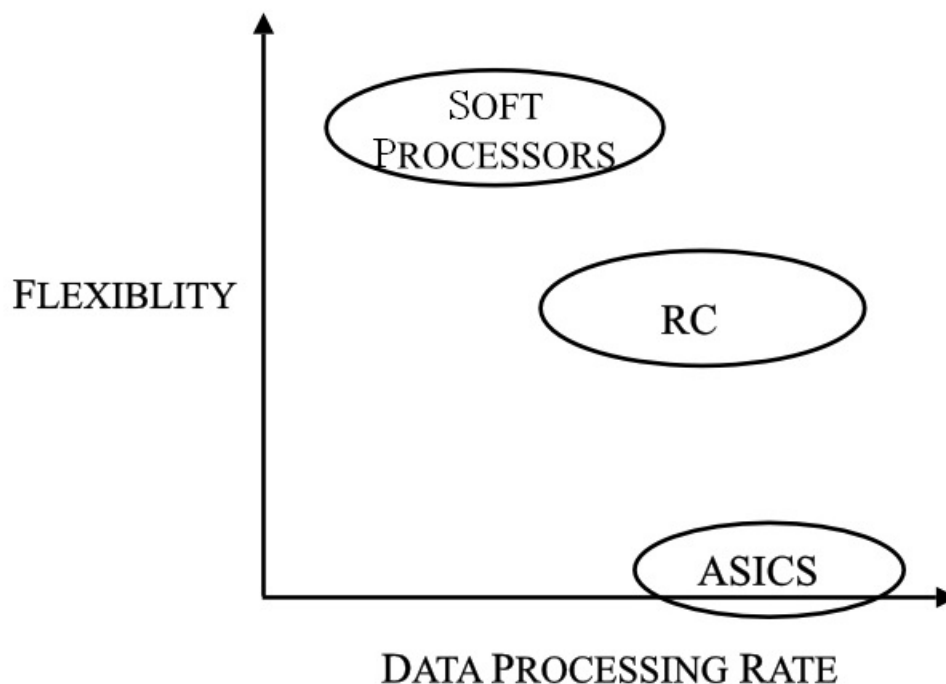 SOFT
PROCESSORS
FLEXIBLITY
RC
ASICS
DATA PROCESSING RATE